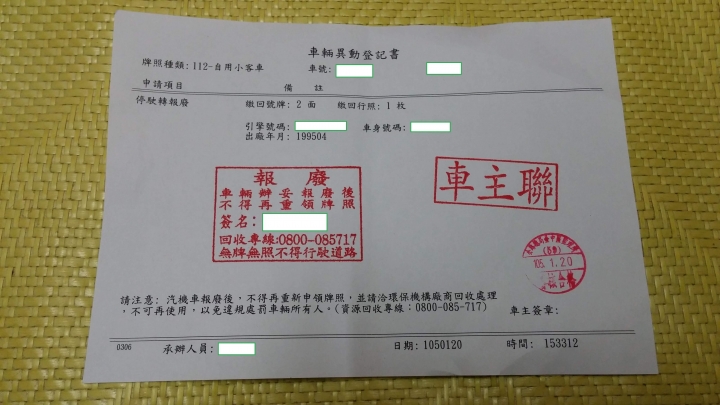 車輛異動登記書
牌照種類: 112-自用小客車 車號:
申請項目 備 註
停駛轉報廢 繳回號牌: 2 面 繳回行照: 1 枚
引擎號碼: 車身號碼:
出廠年月: 199504
報 廢
車輛辦妥報廢後
不得再重領牌照
簽名:
回收專線:0800-085717
無牌無照不得行駛道路
車主聯
105.1.20
請注意: 汽機車報廢後，不得再重新申領牌照，並請洽環保機構廠商回收處理
，不可再使用，以免違規處罰車輛所有人。(資源回收專線：0800-085-717) 車主簽章:
0306 承辦人員: 日期: 1050120 時間: 153312